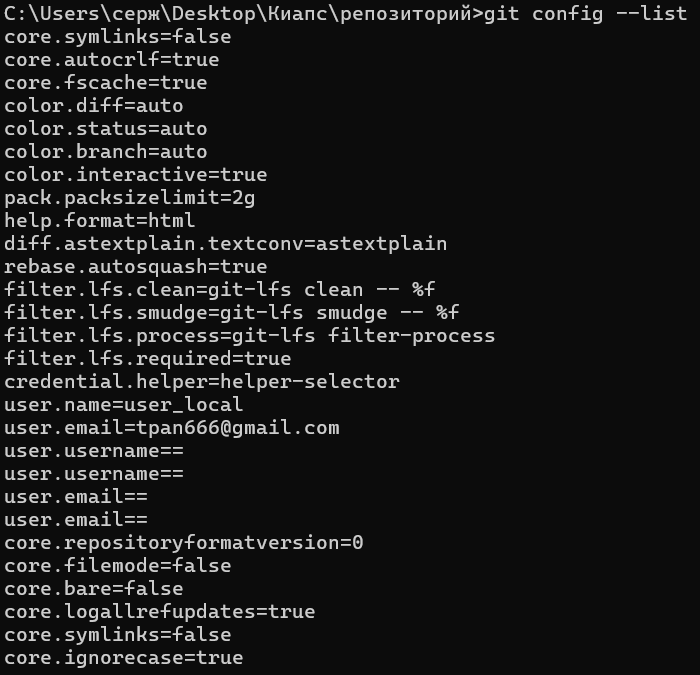 C:\Users\серж\Desktop\Киапс\репозиторий>git config --list
core.symlinks=false
core.autocrlf=true
core.fscache=true
color.diff=auto
color.status=auto
color.branch=auto
color.interactive=true
pack.packsizelimit=2g
help.format=html
diff.astextplain.textconv=astextplain
rebase.autosquash=true
filter.lfs.clean=git-lfs clean -- %f
filter.lfs.smudge=git-lfs smudge -- %f
filter.lfs.process=git-lfs filter-process
filter.lfs.required=true
credential.helper=helper-selector
user.name=user_local
user.email=tpan666@gmail.com
user.username==
user.username==
user.email==
user.email==
core.repositoryformatversion=0
core.filemode=false
core.bare=false
core.logallrefupdates=true
core.symlinks=false
core.ignorecase=true